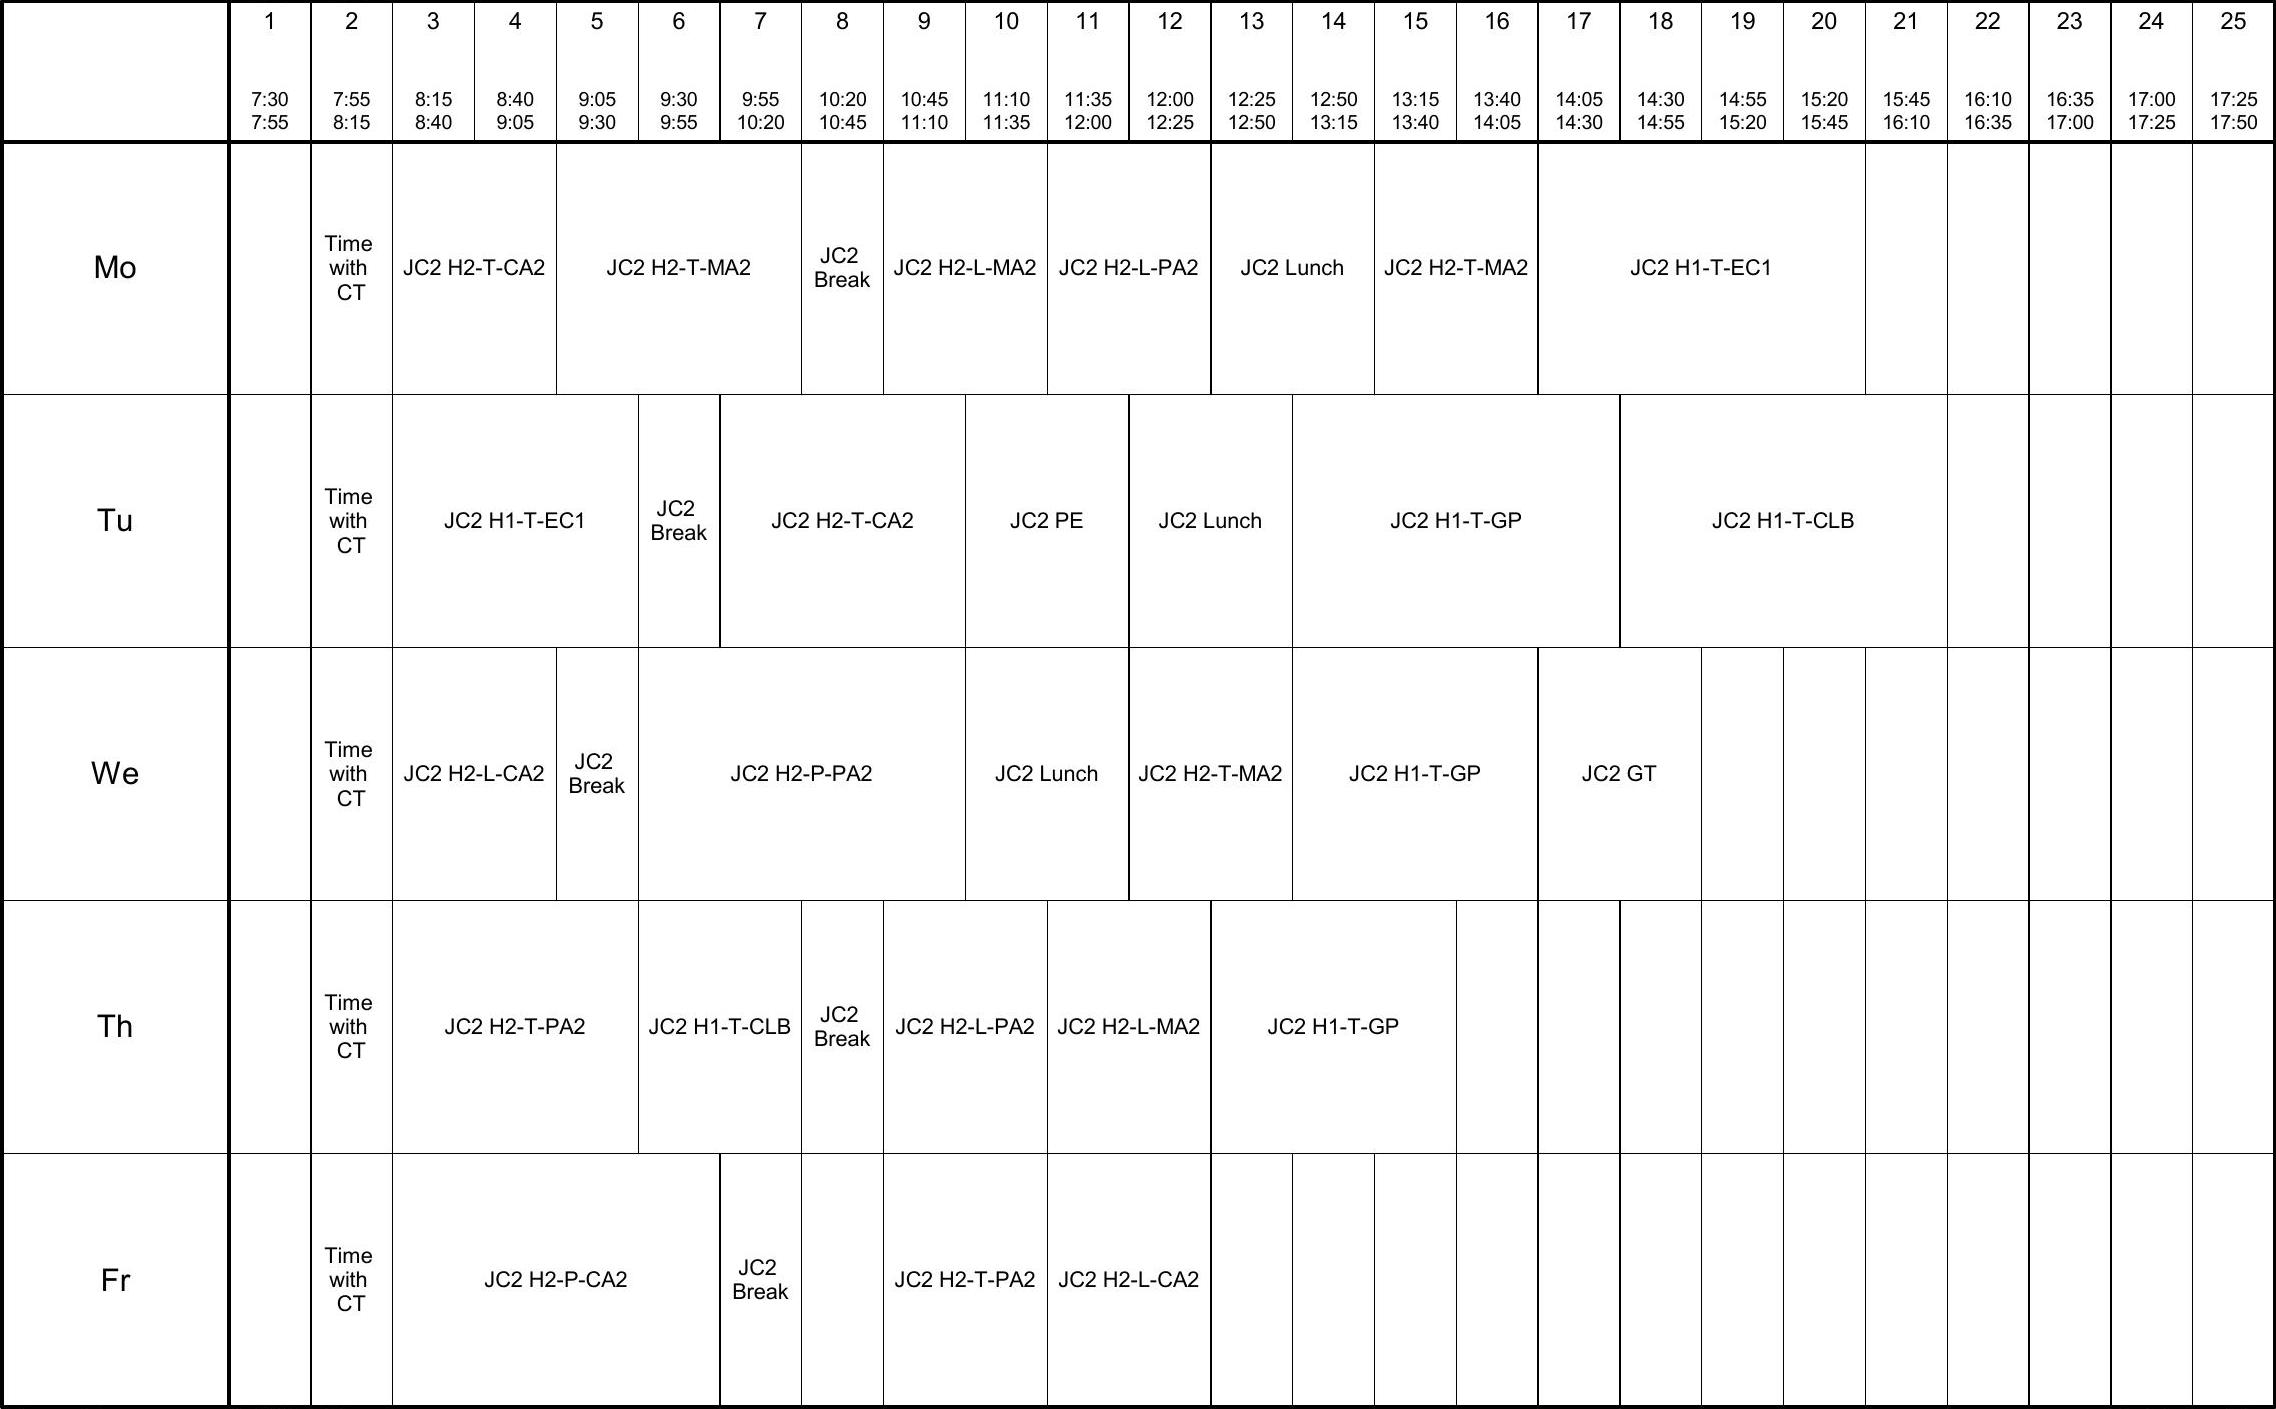 1 2 3 4 5 6 7 8 9 10 11 12 13 14 15 16 17 18 19 20 21 22 23 24 25
7:30 7:55 8:15 8:40 9:05 9:30 9:55 10:20 10:45 11:10 11:35 12:00 12:25 12:50 13:15 13:40 14:05 14:30 14:55 15:20 15:45 16:10 16:35 17:00 17:25
7:55 8:15 8:40 9:05 9:30 9:55 10:20 10:45 11:10 11:35 12:00 12:25 12:50 13:15 13:40 14:05 14:30 14:55 15:20 15:45 16:10 16:35 17:00 17:25 17:50
Mo
Time
with
CT
JC2 H2-T-CA2
JC2 H2-T-MA2
JC2
Break
JC2 H2-L-MA2
JC2 H2-L-PA2
JC2 Lunch
JC2 H2-T-MA2
JC2 H1-T-EC1
Tu
Time
with
CT
JC2 H1-T-EC1
JC2
Break
JC2 H2-T-CA2
JC2 PE
JC2 Lunch
JC2 H1-T-GP
JC2 H1-T-CLB
We
Time
with
CT
JC2 H2-L-CA2
JC2
Break
JC2 H2-P-PA2
JC2 Lunch
JC2 H2-T-MA2
JC2 H1-T-GP
JC2 GT
Th
Time
with
CT
JC2 H2-T-PA2
JC2 H1-T-CLB
JC2
Break
JC2 H2-L-PA2
JC2 H2-L-MA2
JC2 H1-T-GP
Fr
Time
with
CT
JC2 H2-P-CA2
JC2
Break
JC2 H2-T-PA2
JC2 H2-L-CA2